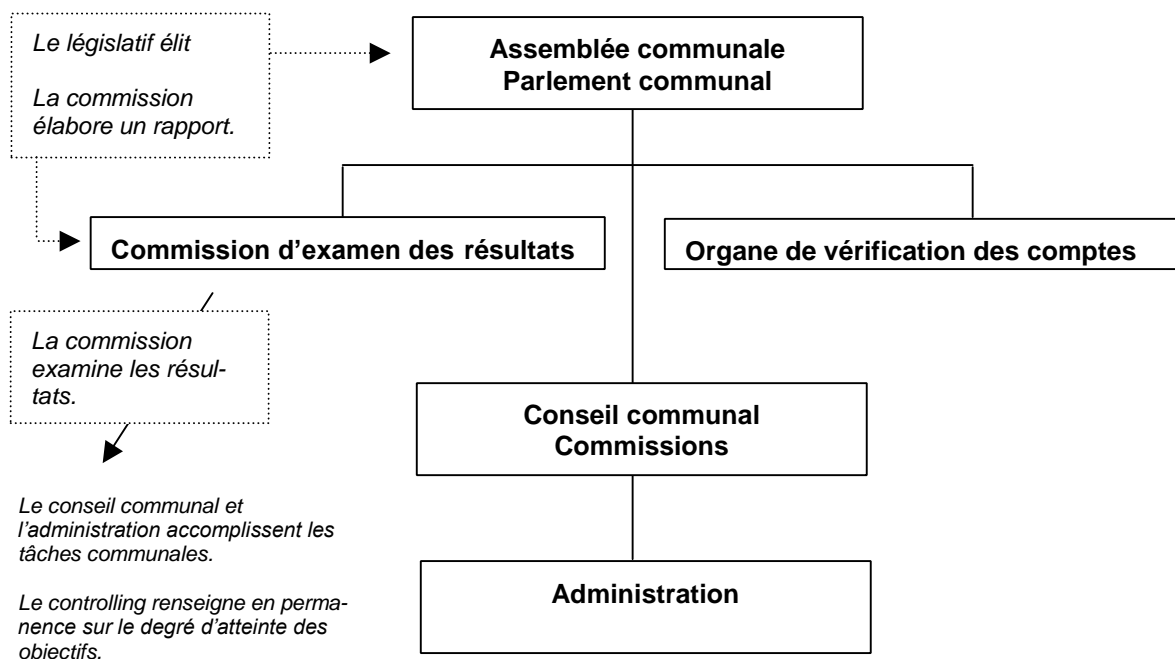 Le législatif élit
La commission
élabore un rapport.
Assemblée communale
Parlement communal
Commission d'examen des résultats
Organe de vérification des comptes
La commission
examine les résul-
tats.
Conseil communal
Commissions
Le conseil communal et
l'administration accomplissent les
tâches communales.
Le controlling renseigne en perma-
nence sur le degré d'atteinte des
objectifs.
Administration